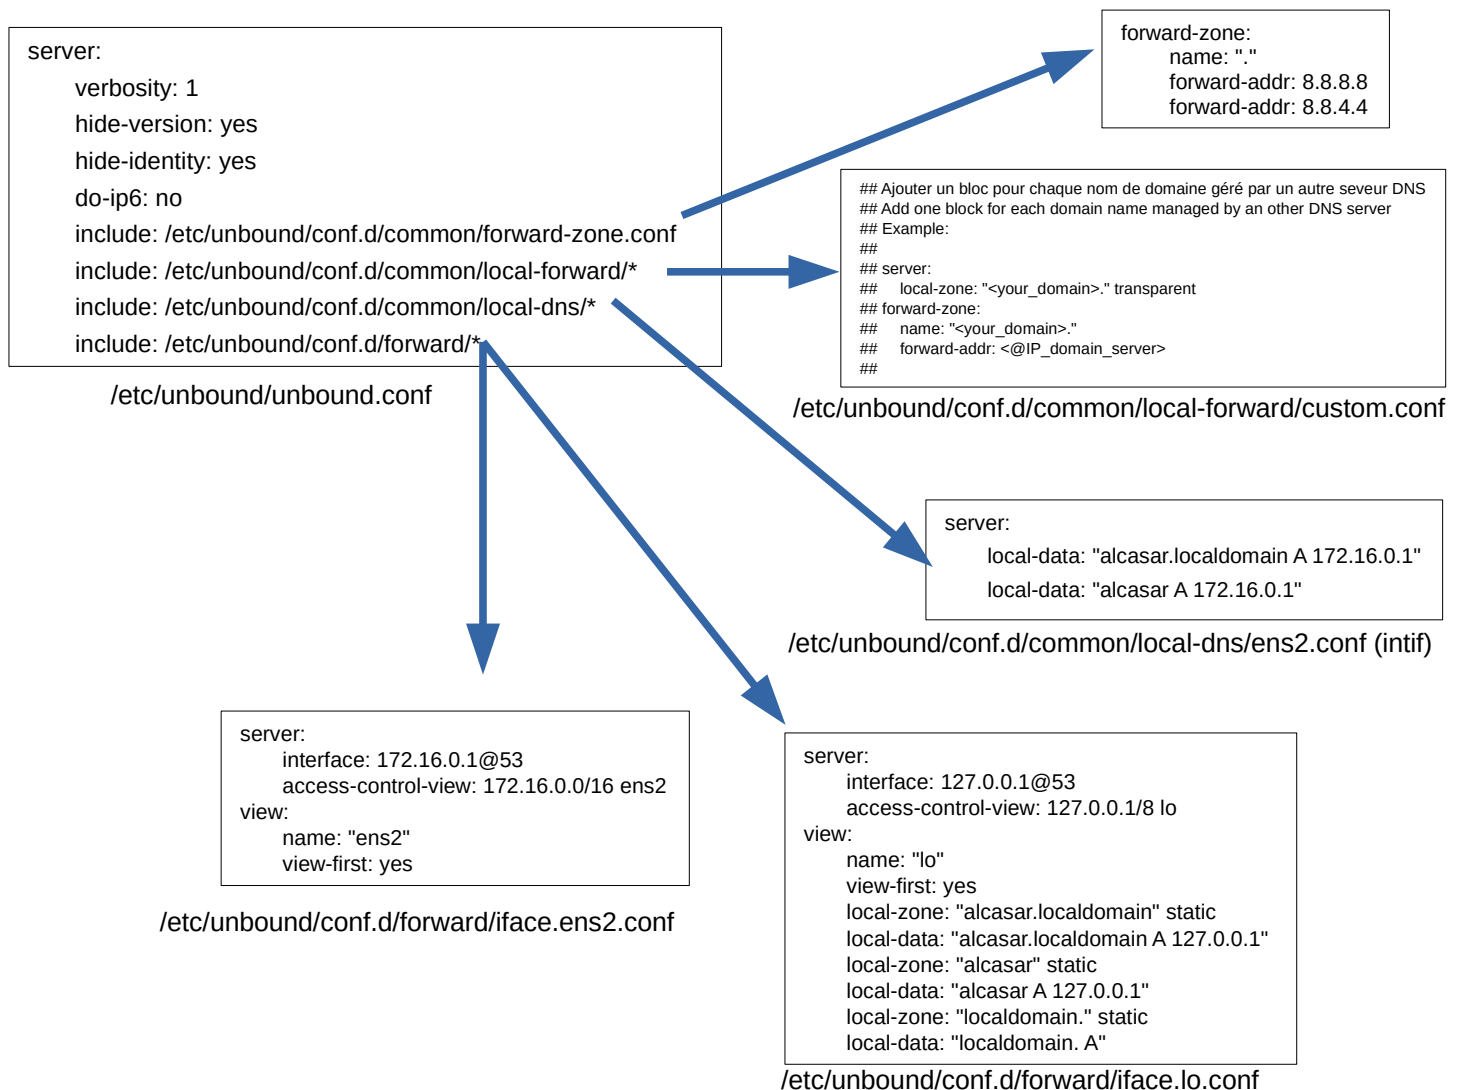 server:
verbosity: 1
hide-version: yes
hide-identity: yes
do-ip6: no
include: /etc/unbound/conf.d/common/forward-zone.conf
include: /etc/unbound/conf.d/common/local-forward/*
include: /etc/unbound/conf.d/common/local-dns/*
include: /etc/unbound/conf.d/forward/*
/etc/unbound/unbound.conf
forward-zone:
name: "."
forward-addr: 8.8.8.8
forward-addr: 8.8.4.4
## Ajouter un bloc pour chaque nom de domaine géré par un autre seveur DNS
## Add one block for each domain name managed by an other DNS server
## Example:
##
## server:
## local-zone: "<your_domain>." transparent
## forward-zone:
## name: "<your_domain>."
## forward-addr: <@IP_domain_server>
##
/etc/unbound/conf.d/common/local-forward/custom.conf
server:
local-data: "alcasar.localdomain A 172.16.0.1"
local-data: "alcasar A 172.16.0.1"
/etc/unbound/conf.d/common/local-dns/ens2.conf (intif)
server:
interface: 172.16.0.1@53
access-control-view: 172.16.0.0/16 ens2
view:
name: "ens2"
view-first: yes
/etc/unbound/conf.d/forward/iface.ens2.conf
server:
interface: 127.0.0.1@53
access-control-view: 127.0.0.1/8 lo
view:
name: "lo"
view-first: yes
local-zone: "alcasar.localdomain" static
local-data: "alcasar.localdomain A 127.0.0.1"
local-zone: "alcasar" static
local-data: "alcasar A 127.0.0.1"
local-zone: "localdomain." static
local-data: "localdomain. A"
/etc/unbound/conf.d/forward/iface.lo.conf